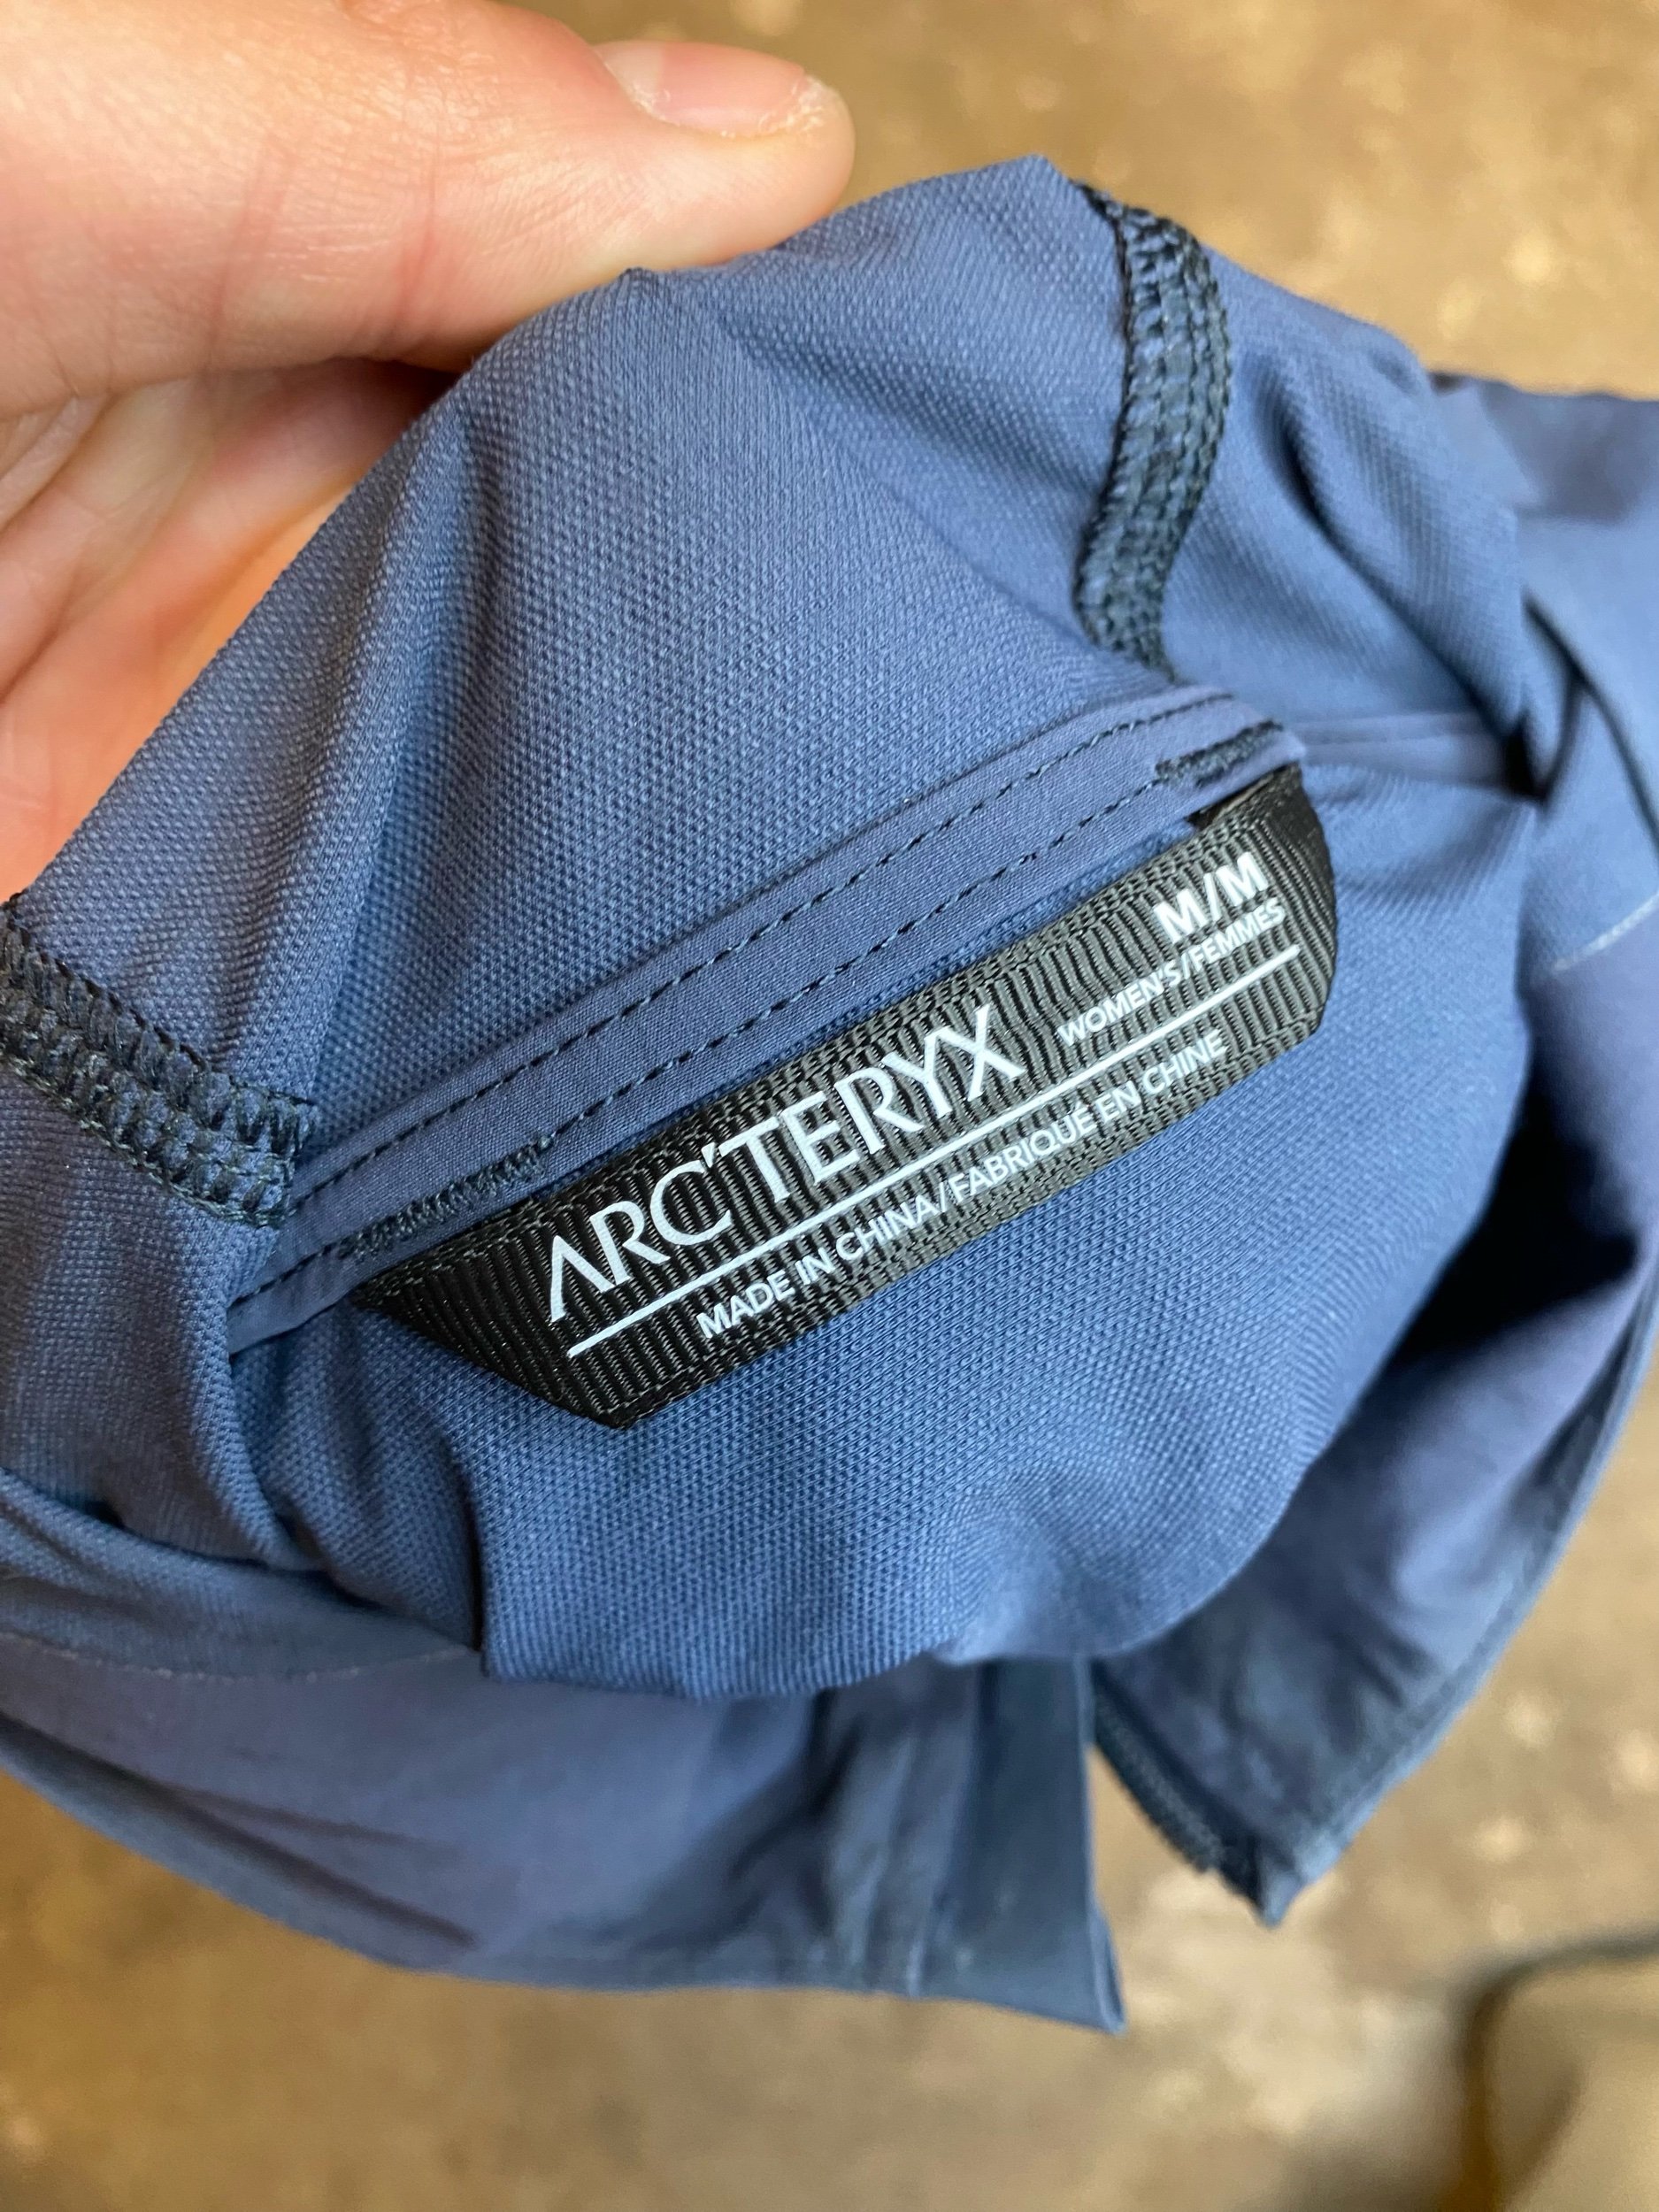 M/M
WOMEN'S/FEMMES
ARC'TERYX
MADE IN CHINA/FABRIQUÉ EN CHINE